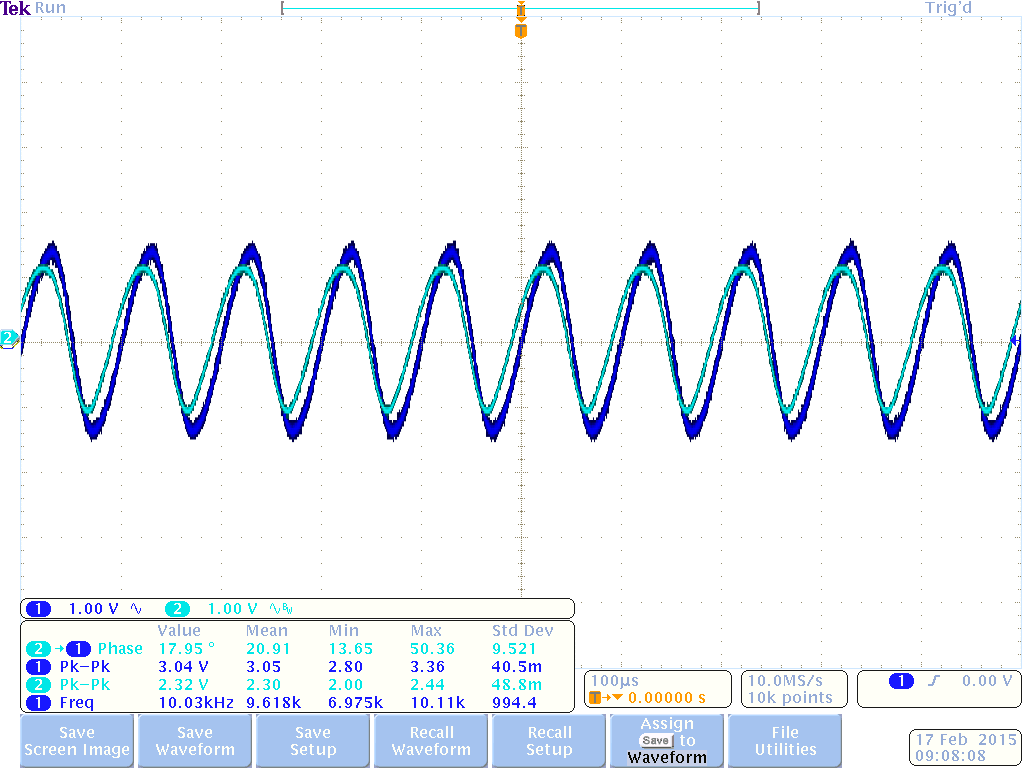 Tek Run Trig'd
T
T
2
1 1.00 V 2 1.00 V BW
Value Mean Min Max Std Dev
2 → 1 Phase 17.95 ° 20.91 13.65 50.36 9.521
1 Pk–Pk 3.04 V 3.05 2.80 3.36 40.5m
2 Pk–Pk 2.32 V 2.30 2.00 2.44 48.8m
1 Freq 10.03kHz 9.618k 6.975k 10.11k 994.4
100µs
T→▼ 0.00000 s
10.0MS/s
10k points
1 0.00 V
Save
Screen Image
Save
Waveform
Save
Setup
Recall
Waveform
Recall
Setup
Assign
Save to
Waveform
File
Utilities
17 Feb 2015
09:08:08